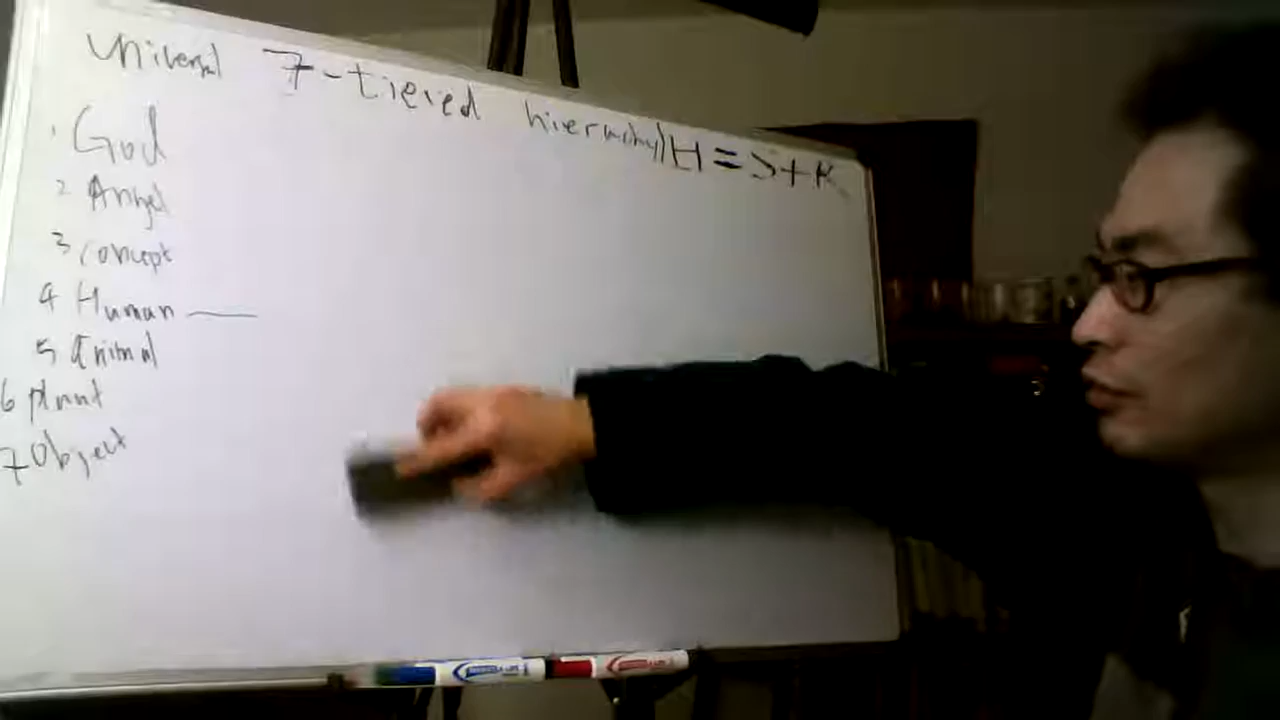 Universal 7-tiered hierarchy H = S + K
1 God
2 Angel
3 concept
4 Human —
5 Animal
6 plant
7 Object